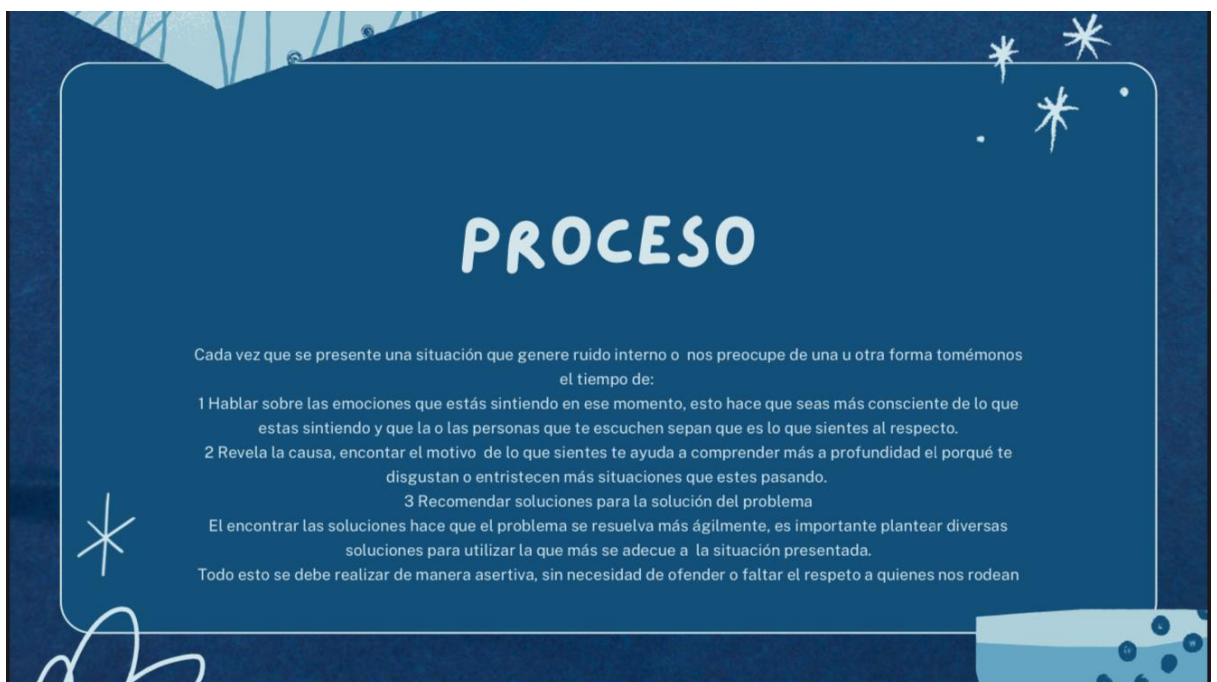 PROCESO
Cada vez que se presente una situación que genere ruido interno o  nos preocupe de una u otra forma tomémonos
el tiempo de:
1 Hablar sobre las emociones que estás sintiendo en ese momento, esto hace que seas más consciente de lo que
estas sintiendo y que la o las personas que te escuchen sepan que es lo que sientes al respecto.
2 Revela la causa, encontar el motivo  de lo que sientes te ayuda a comprender más a profundidad el porqué te
disgustan o entristecen más situaciones que estes pasando.
3 Recomendar soluciones para la solución del problema
El encontrar las soluciones hace que el problema se resuelva más ágilmente, es importante plantear diversas
soluciones para utilizar la que más se adecue a  la situación presentada.
Todo esto se debe realizar de manera asertiva, sin necesidad de ofender o faltar el respeto a quienes nos rodean